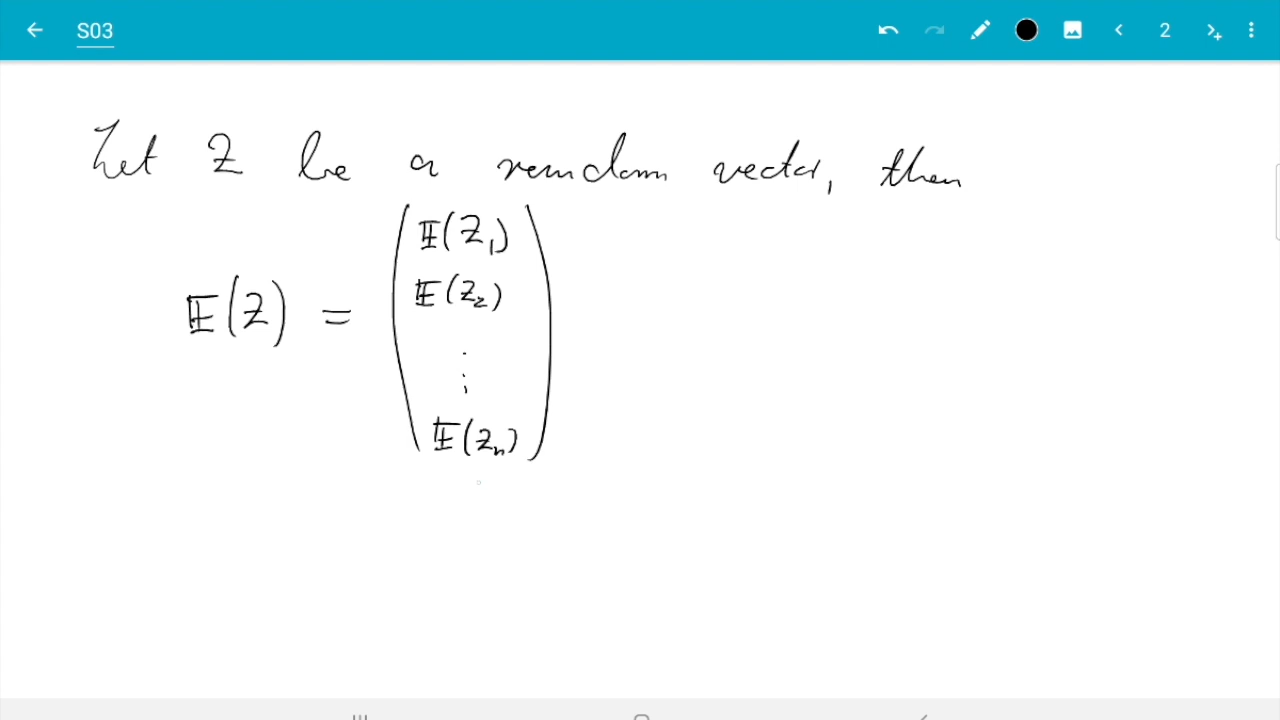 S03
2
Let Z be a random vector, then
𝔼(Z) =
𝔼(Z₁)
𝔼(Z₂)
⋮
𝔼(Zₙ)